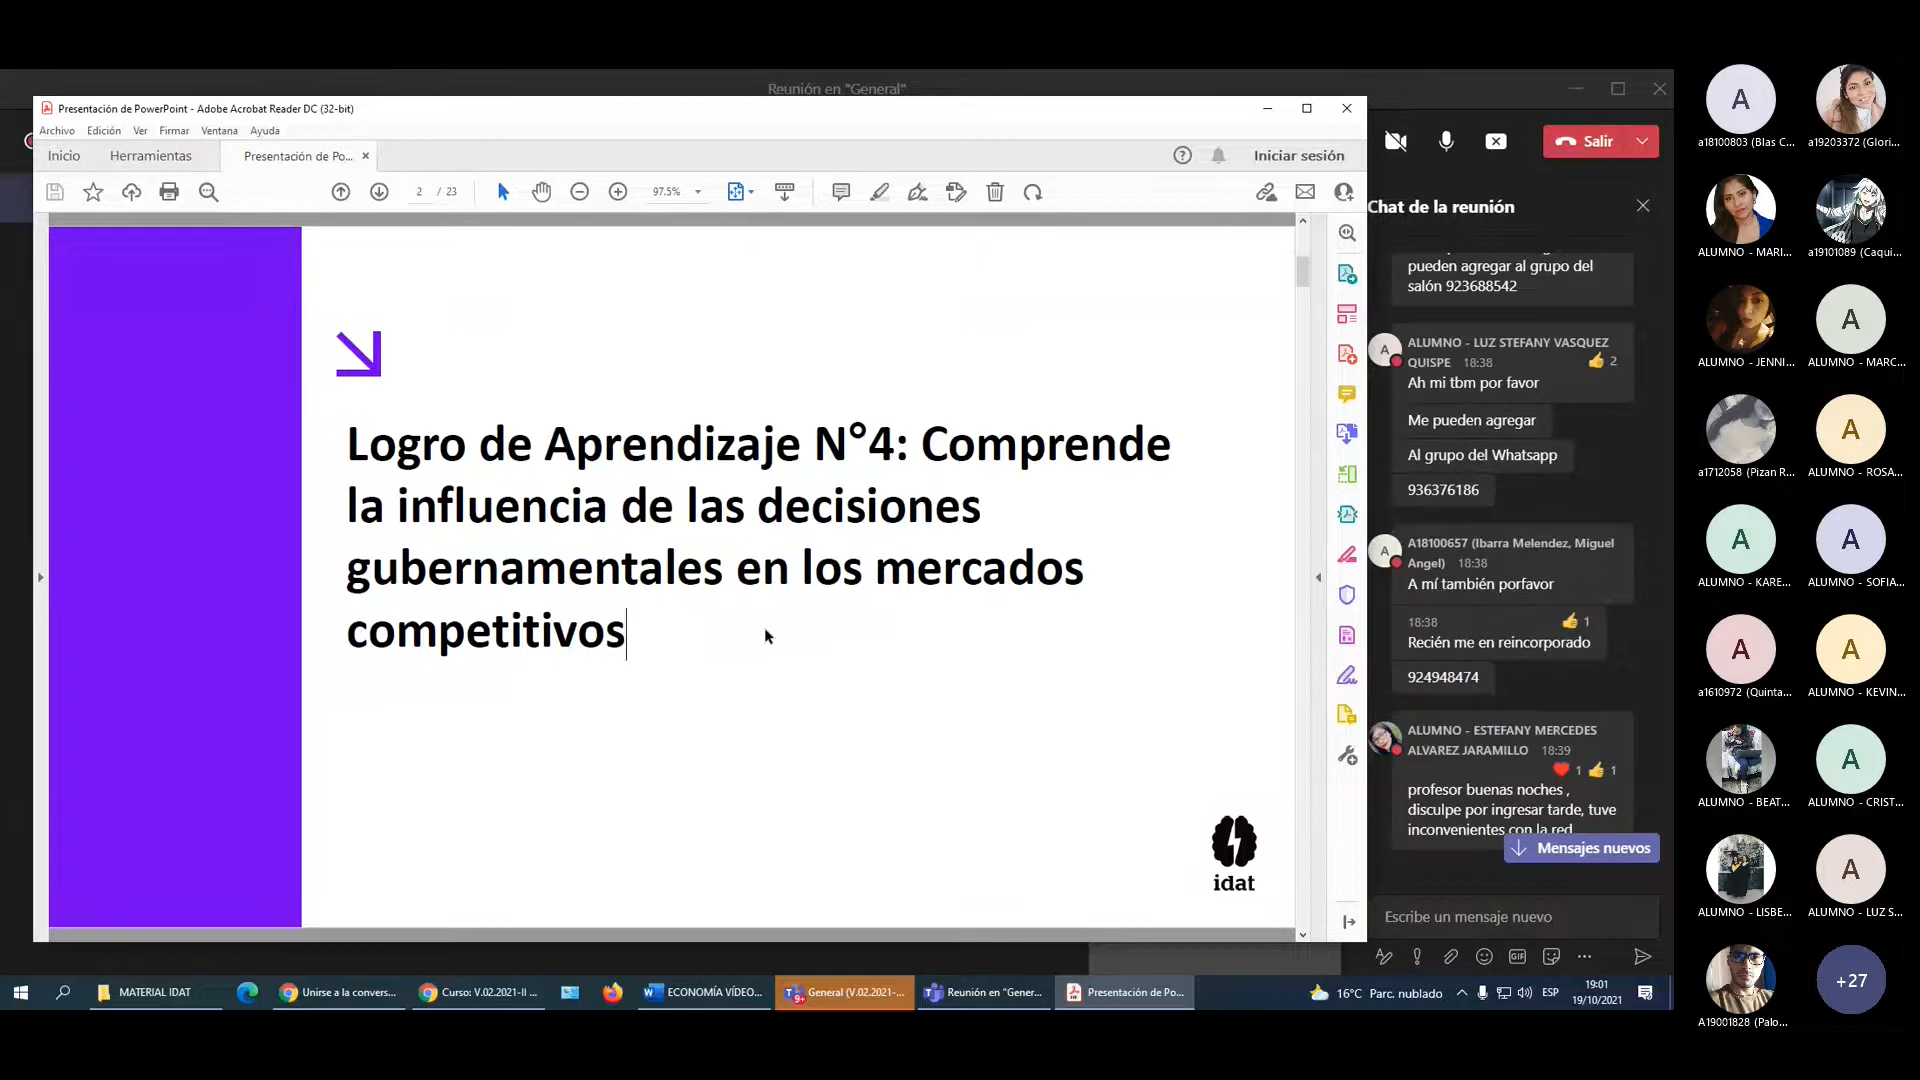 Reunión en "General"
Presentación de PowerPoint - Adobe Acrobat Reader DC (32-bit)
Archivo Edición Ver Firmar Ventana Ayuda
Inicio Herramientas Presentación de Po... Iniciar sesión
2 / 23 97.5%
Logro de Aprendizaje N°4: Comprende
la influencia de las decisiones
gubernamentales en los mercados
competitivos
idat
Salir
Chat de la reunión
pueden agregar al grupo del
salón 923688542
A
ALUMNO - LUZ STEFANY VASQUEZ
QUISPE 18:38 2
Ah mi tbm por favor
Me pueden agregar
Al grupo del Whatsapp
936376186
A
A18100657 (Ibarra Melendez, Miguel
Angel) 18:38
A mí también porfavor
18:38 1
Recién me en reincorporado
924948474
ALUMNO - ESTEFANY MERCEDES
ALVAREZ JARAMILLO 18:39
1 1
profesor buenas noches ,
disculpe por ingresar tarde, tuve
inconvenientes con la red
Mensajes nuevos
Escribe un mensaje nuevo
GIF
A
a18100803 (Blas C... a19203372 (Glori...
ALUMNO - MARI... a19101089 (Caqui...
A
ALUMNO - JENNI... ALUMNO - MARC...
A
a1712058 (Pizan R... ALUMNO - ROSA...
A A
ALUMNO - KARE... ALUMNO - SOFIA...
A A
a1610972 (Quinta... ALUMNO - KEVIN...
A
ALUMNO - BEAT... ALUMNO - CRIST...
A
ALUMNO - LISBE... ALUMNO - LUZ S...
+27
A19001828 (Palo...
MATERIAL IDAT Unirse a la convers... Curso: V.02.2021-II ... ECONOMÍA VÍDEO... General (V.02.2021-... Reunión en "Gener... Presentación de Po... 16°C Parc. nublado ESP 19:01
19/10/2021